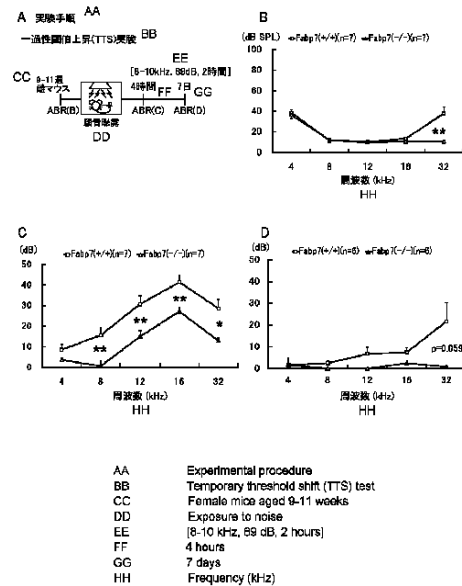 A 実験手順 AA
一過性閾値上昇(TTS)実験 BB
EE
[8-10kHz, 89dB, 2時間]
CC 9-11週
雌マウス
4時間 FF 7日 GG
ABR(B) 騒音曝露 ABR(C) ABR(D)
DD
B
(dB SPL) Fabp7(+/+)(n=7) Fabp7(-/-)(n=7)
100
80
60
40
20
0
**
4 8 12 16 32
周波数 (kHz)
HH
C
(dB) Fabp7(+/+)(n=7) Fabp7(-/-)(n=7)
50
40
30
20
10
0
** ** ** *
4 8 12 16 32
周波数 (kHz)
HH
D
(dB) Fabp7(+/+)(n=6) Fabp7(-/-)(n=6)
50
40
30
20
10
0
p=0.059
4 8 12 16 32
周波数 (kHz)
HH
AA Experimental procedure
BB Temporary threshold shift (TTS) test
CC Female mice aged 9-11 weeks
DD Exposure to noise
EE [8-10 kHz, 89 dB, 2 hours]
FF 4 hours
GG 7 days
HH Frequency (kHz)